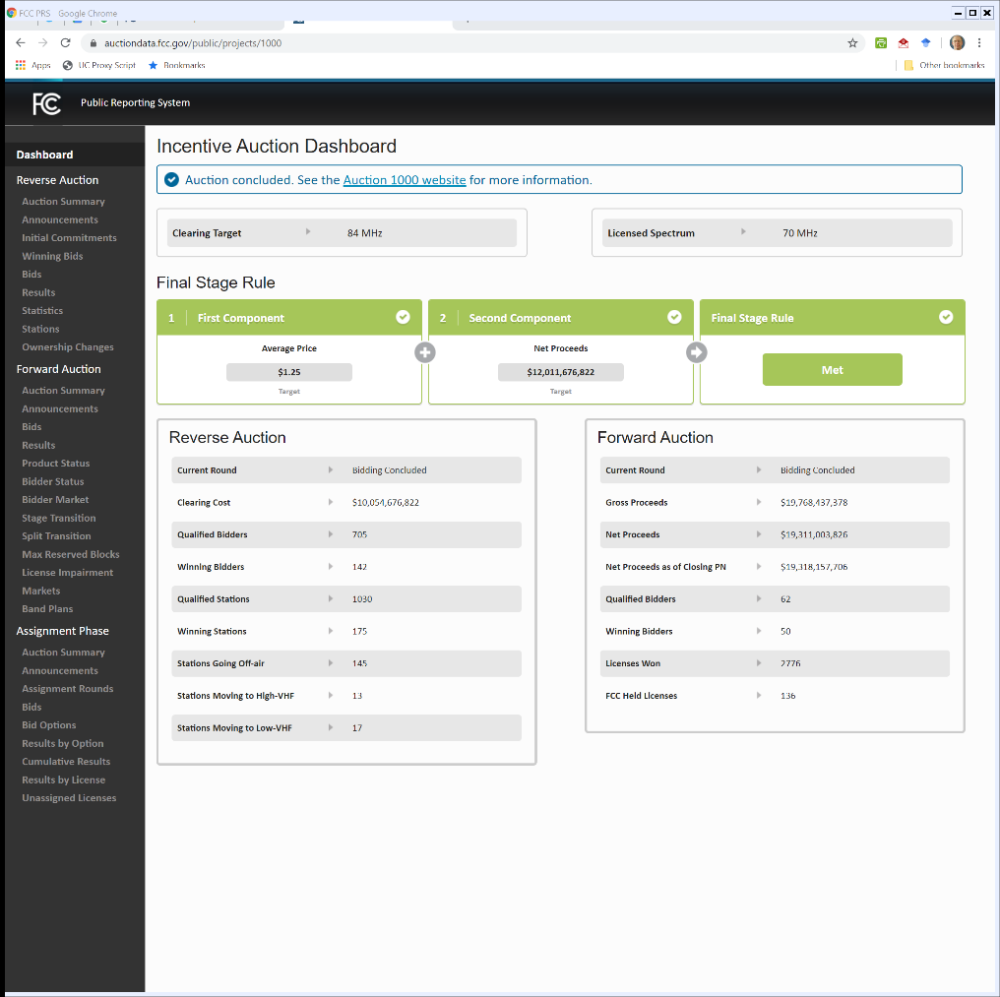 FCC PRS   Google Chrome
auctiondata.fcc.gov/public/projects/1000
Apps UC Proxy Script Bookmarks Other bookmarks
FCC Public Reporting System
Dashboard
Reverse Auction
Auction Summary
Announcements
Initial Commitments
Winning Bids
Bids
Results
Statistics
Stations
Ownership Changes
Forward Auction
Auction Summary
Announcements
Bids
Results
Product Status
Bidder Status
Bidder Market
Stage Transition
Split Transition
Max Reserved Blocks
License Impairment
Markets
Band Plans
Assignment Phase
Auction Summary
Announcements
Assignment Rounds
Bids
Bid Options
Results by Option
Cumulative Results
Results by License
Unassigned Licenses
Incentive Auction Dashboard
Auction concluded. See the Auction 1000 website for more information.
Clearing Target 84 MHz
Licensed Spectrum 70 MHz
Final Stage Rule
1 First Component
Average Price
$1.25
Target
2 Second Component
Net Proceeds
$12,011,676,822
Target
Final Stage Rule
Met
Reverse Auction
Current Round Bidding Concluded
Clearing Cost $10,054,676,822
Qualified Bidders 705
Winning Bidders 142
Qualified Stations 1030
Winning Stations 175
Stations Going Off-air 145
Stations Moving to High-VHF 13
Stations Moving to Low-VHF 17
Forward Auction
Current Round Bidding Concluded
Gross Proceeds $19,768,437,378
Net Proceeds $19,311,003,826
Net Proceeds as of Closing PN $19,318,157,706
Qualified Bidders 62
Winning Bidders 50
Licenses Won 2776
FCC Held Licenses 136